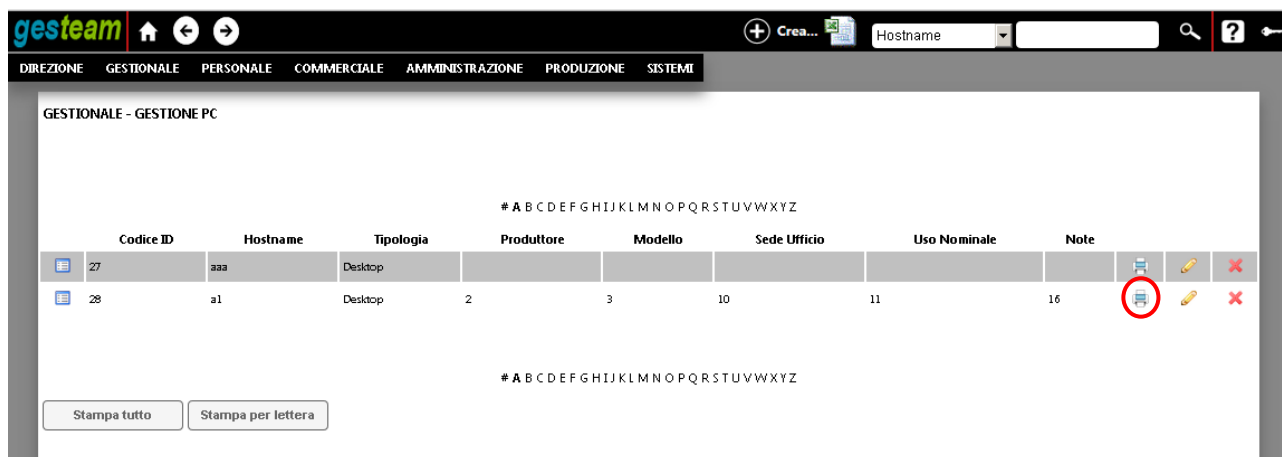 gesteam Crea... Hostname ?
DIREZIONE GESTIONALE PERSONALE COMMERCIALE AMMINISTRAZIONE PRODUZIONE SISTEMI
GESTIONALE - GESTIONE PC
# A B C D E F G H I J K L M N O P Q R S T U V W X Y Z
Codice ID Hostname Tipologia Produttore Modello Sede Ufficio Uso Nominale Note
27 aaa Desktop
28 a1 Desktop 2 3 10 11 16
# A B C D E F G H I J K L M N O P Q R S T U V W X Y Z
Stampa tutto Stampa per lettera